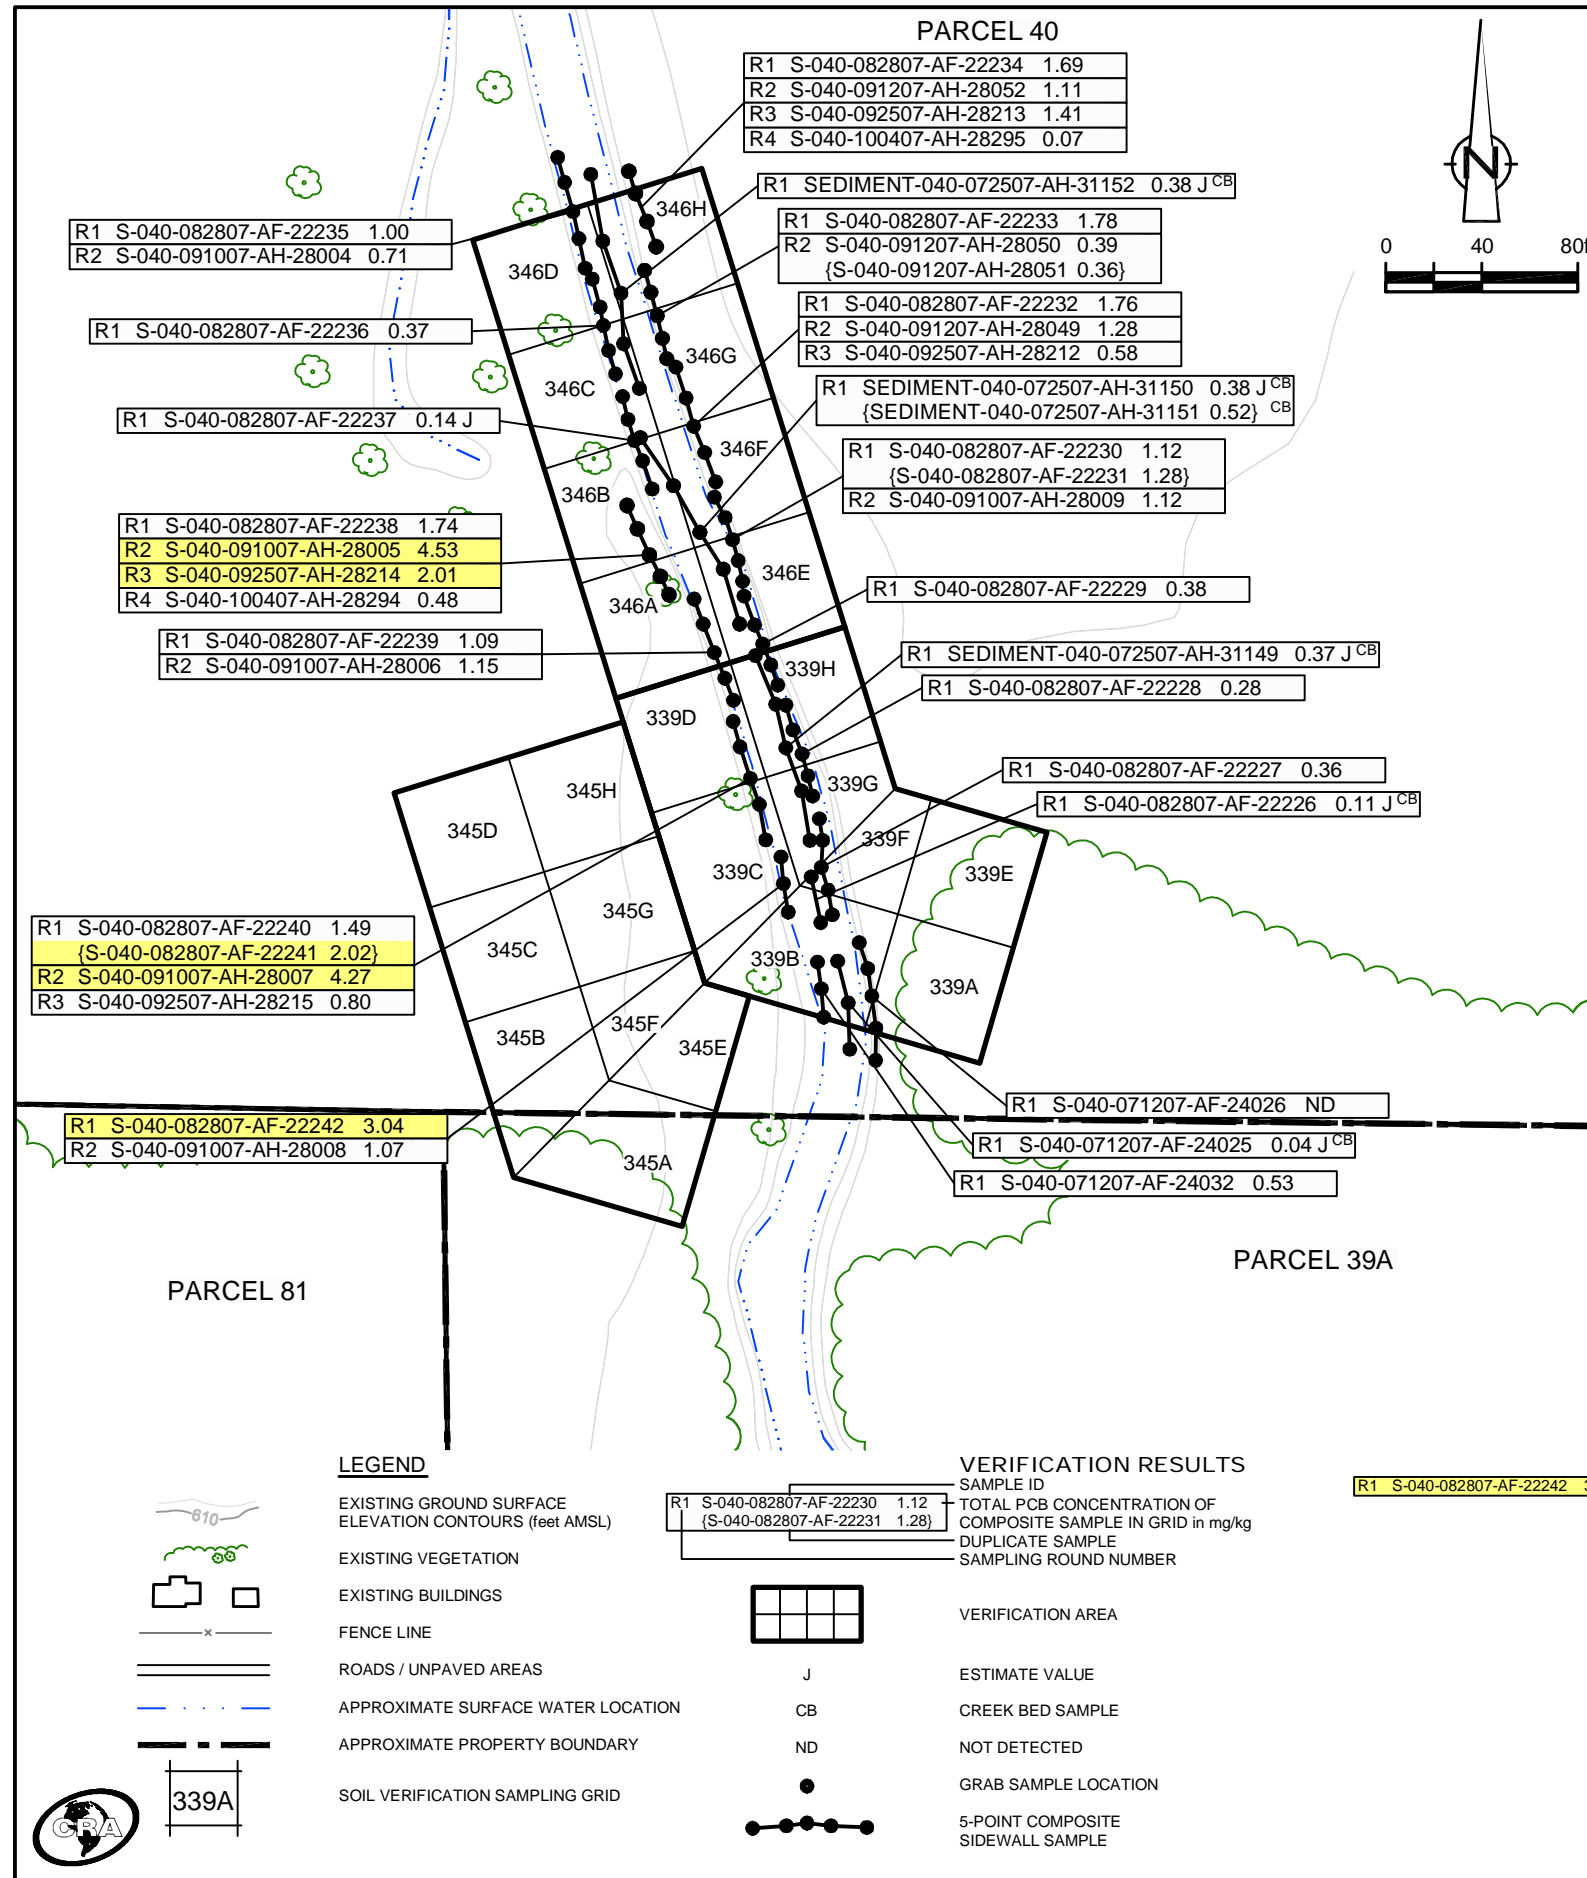 PARCEL 40
R1 S-040-082807-AF-22234 1.69
R2 S-040-091207-AH-28052 1.11
R3 S-040-092507-AH-28213 1.41
R4 S-040-100407-AH-28295 0.07
N
0 40 80f
R1 SEDIMENT-040-072507-AH-31152 0.38 J CB
R1 S-040-082807-AF-22233 1.78
R2 S-040-091207-AH-28050 0.39
{S-040-091207-AH-28051 0.36}
R1 S-040-082807-AF-22235 1.00
R2 S-040-091007-AH-28004 0.71
346H
346D
R1 S-040-082807-AF-22232 1.76
R2 S-040-091207-AH-28049 1.28
R3 S-040-092507-AH-28212 0.58
R1 S-040-082807-AF-22236 0.37
346G
346C
R1 SEDIMENT-040-072507-AH-31150 0.38 J CB
{SEDIMENT-040-072507-AH-31151 0.52} CB
R1 S-040-082807-AF-22237 0.14 J
346F
R1 S-040-082807-AF-22230 1.12
{S-040-082807-AF-22231 1.28}
R2 S-040-091007-AH-28009 1.12
346B
R1 S-040-082807-AF-22238 1.74
R2 S-040-091007-AH-28005 4.53
R3 S-040-092507-AH-28214 2.01
R4 S-040-100407-AH-28294 0.48
346E
346A
R1 S-040-082807-AF-22229 0.38
R1 S-040-082807-AF-22239 1.09
R2 S-040-091007-AH-28006 1.15
R1 SEDIMENT-040-072507-AH-31149 0.37 J CB
339H
R1 S-040-082807-AF-22228 0.28
339D
R1 S-040-082807-AF-22227 0.36
339G
345H
R1 S-040-082807-AF-22226 0.11 J CB
345D
339F
339E
339C
345G
R1 S-040-082807-AF-22240 1.49
{S-040-082807-AF-22241 2.02}
R2 S-040-091007-AH-28007 4.27
R3 S-040-092507-AH-28215 0.80
345C
339B
339A
345F
345B
345E
R1 S-040-071207-AF-24026 ND
R1 S-040-082807-AF-22242 3.04
R2 S-040-091007-AH-28008 1.07
R1 S-040-071207-AF-24025 0.04 J CB
345A
R1 S-040-071207-AF-24032 0.53
PARCEL 39A
PARCEL 81
LEGEND
610
EXISTING GROUND SURFACE
ELEVATION CONTOURS (feet AMSL)
EXISTING VEGETATION
EXISTING BUILDINGS
x
FENCE LINE
ROADS / UNPAVED AREAS
APPROXIMATE SURFACE WATER LOCATION
APPROXIMATE PROPERTY BOUNDARY
339A
SOIL VERIFICATION SAMPLING GRID
CRA
VERIFICATION RESULTS
SAMPLE ID
R1 S-040-082807-AF-22230 1.12
{S-040-082807-AF-22231 1.28}
TOTAL PCB CONCENTRATION OF
COMPOSITE SAMPLE IN GRID in mg/kg
DUPLICATE SAMPLE
SAMPLING ROUND NUMBER
R1 S-040-082807-AF-22242
VERIFICATION AREA
J
ESTIMATE VALUE
CB
CREEK BED SAMPLE
ND
NOT DETECTED
GRAB SAMPLE LOCATION
5-POINT COMPOSITE
SIDEWALL SAMPLE